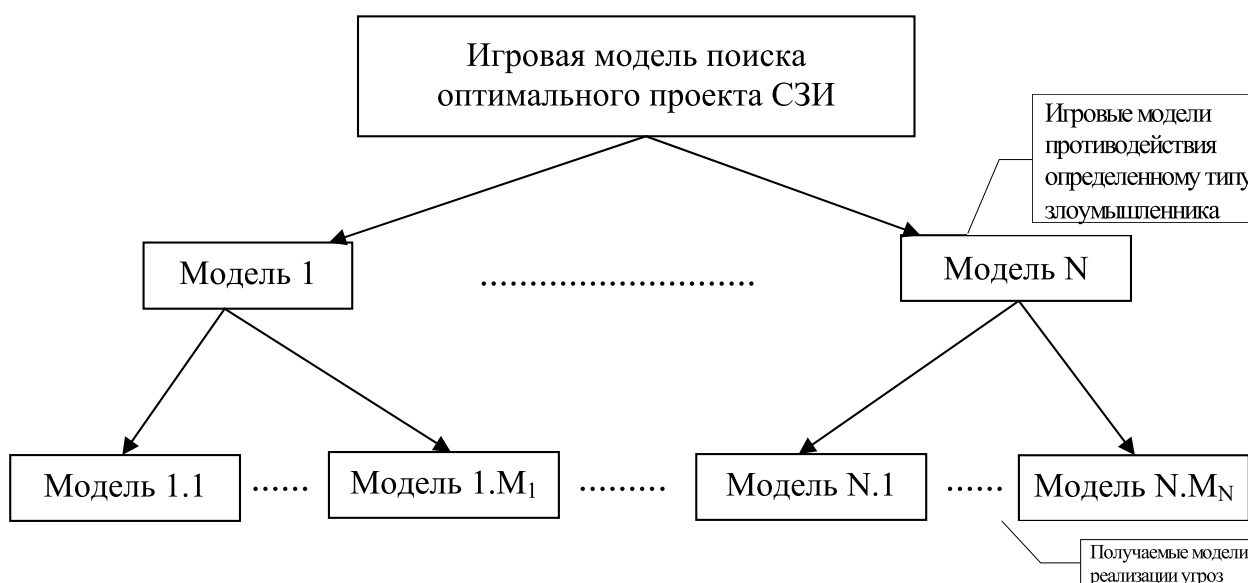 Игровая модель поиска
оптимального проекта СЗИ
Игровые модели
противодействия
определенному типу
злоумышленника
Модель 1
............................
Модель N
Модель 1.1
......
Модель 1.M₁
.........
Модель N.1
......
Модель N.M_N
Получаемые модели
реализации угроз